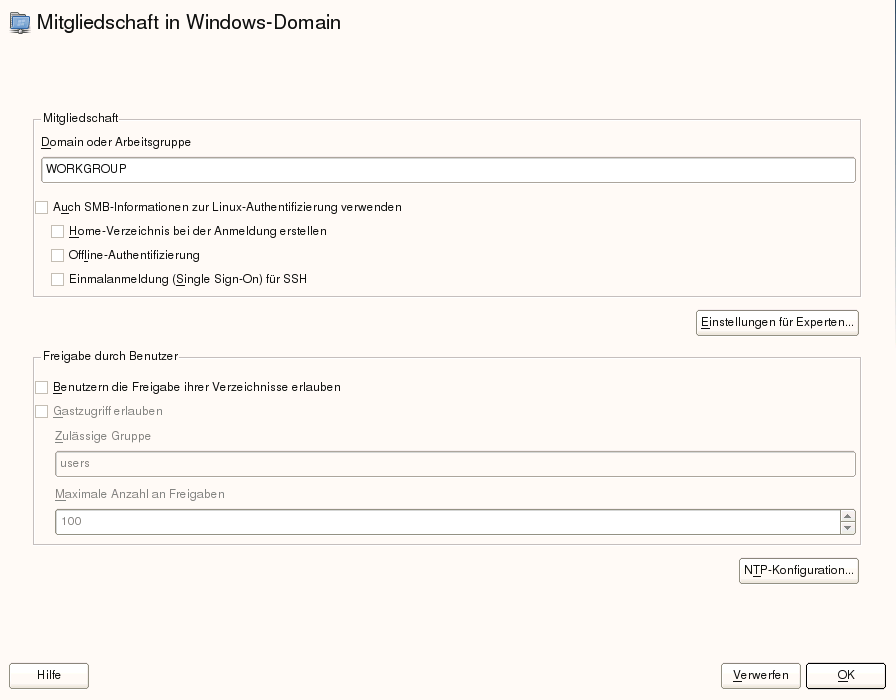 Mitgliedschaft in Windows-Domain
Mitgliedschaft
Domain oder Arbeitsgruppe
WORKGROUP
Auch SMB-Informationen zur Linux-Authentifizierung verwenden
Home-Verzeichnis bei der Anmeldung erstellen
Offline-Authentifizierung
Einmalanmeldung (Single Sign-On) für SSH
Einstellungen für Experten...
Freigabe durch Benutzer
Benutzern die Freigabe ihrer Verzeichnisse erlauben
Gastzugriff erlauben
Zulässige Gruppe
users
Maximale Anzahl an Freigaben
100
NTP-Konfiguration...
Hilfe
Verwerfen
OK